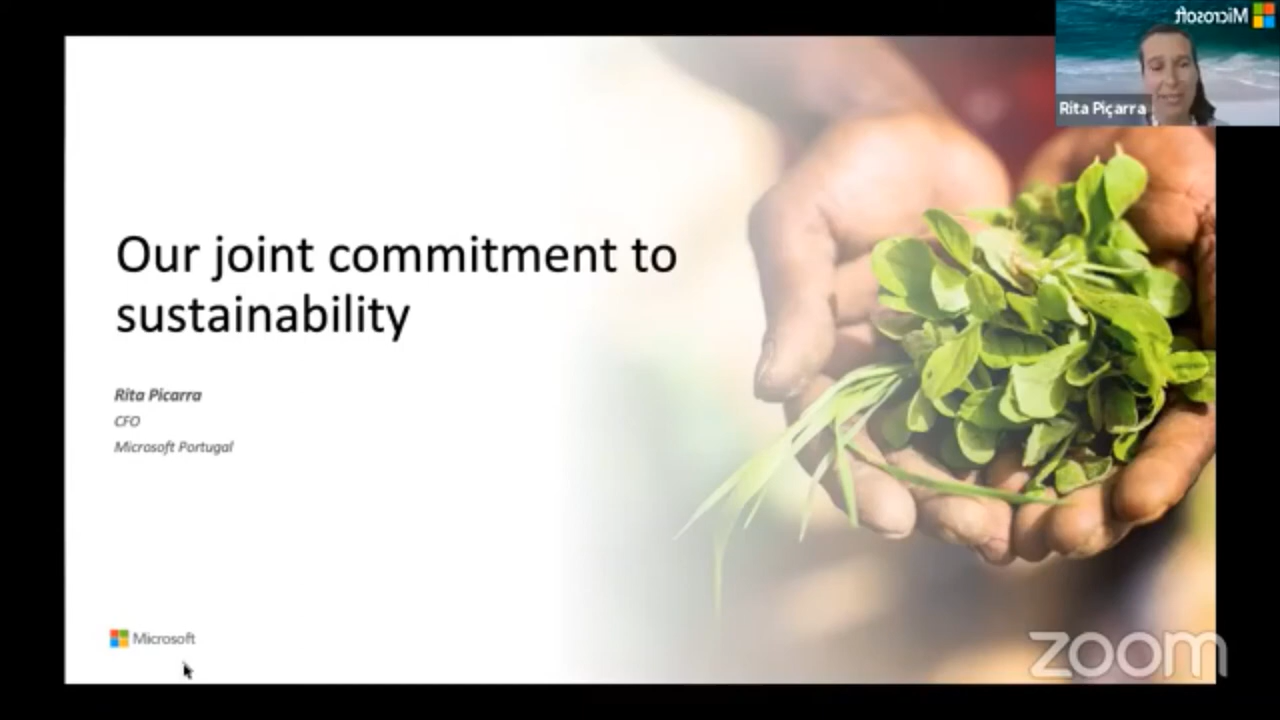 Microsoft
Rita Piçarra
Our joint commitment to
sustainability
Rita Picarra
CFO
Microsoft Portugal
Microsoft
zoom